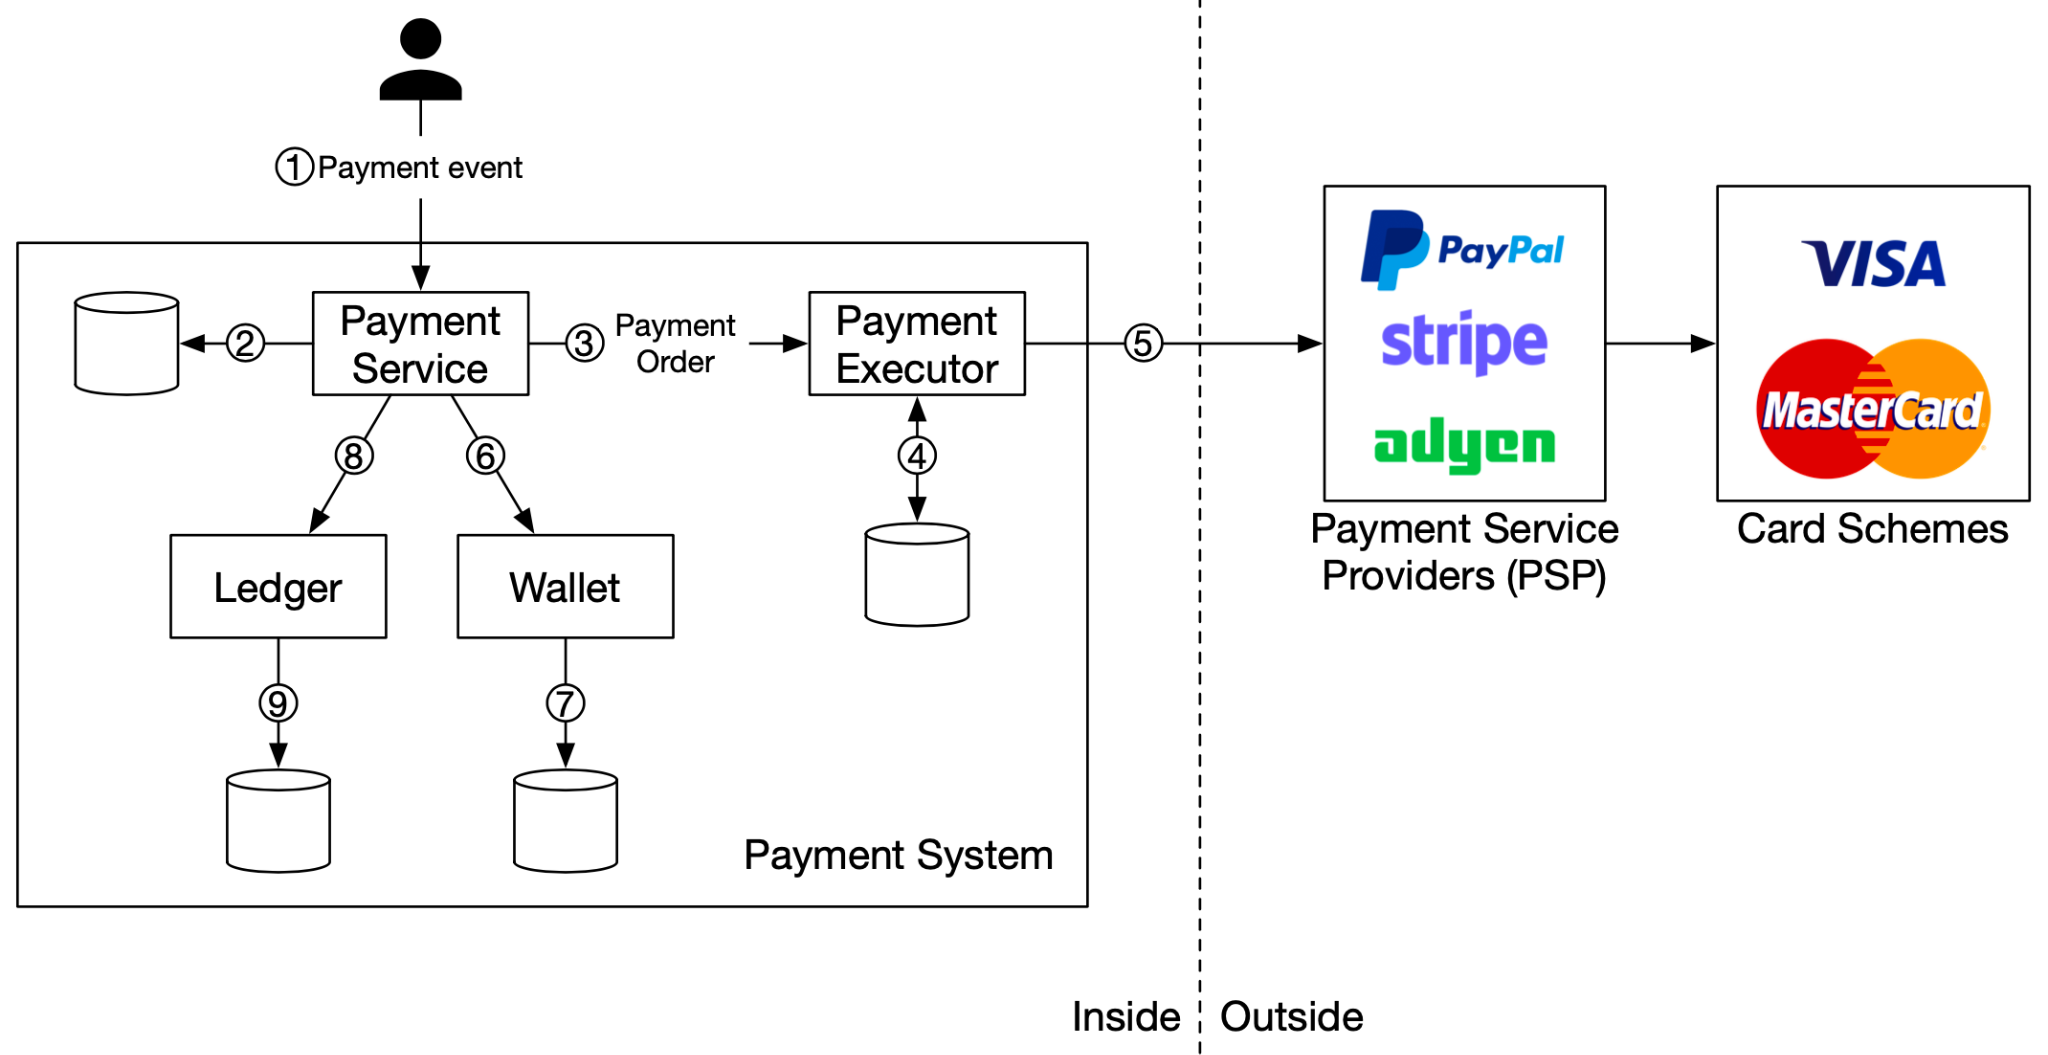 ① Payment event
Payment
Service
②
③ Payment
Order
Payment
Executor
⑤
④
⑧
⑥
Ledger
Wallet
⑨
⑦
Payment System
PayPal
stripe
adyen
Payment Service
Providers (PSP)
VISA
MasterCard
Card Schemes
Inside
Outside